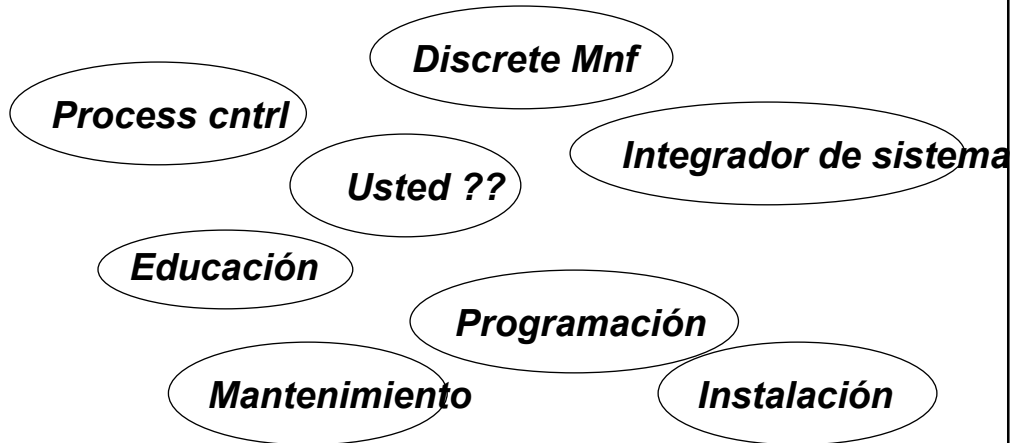 Discrete Mnf
Process cntrl
Integrador de sistema
Usted ??
Educación
Programación
Mantenimiento
Instalación